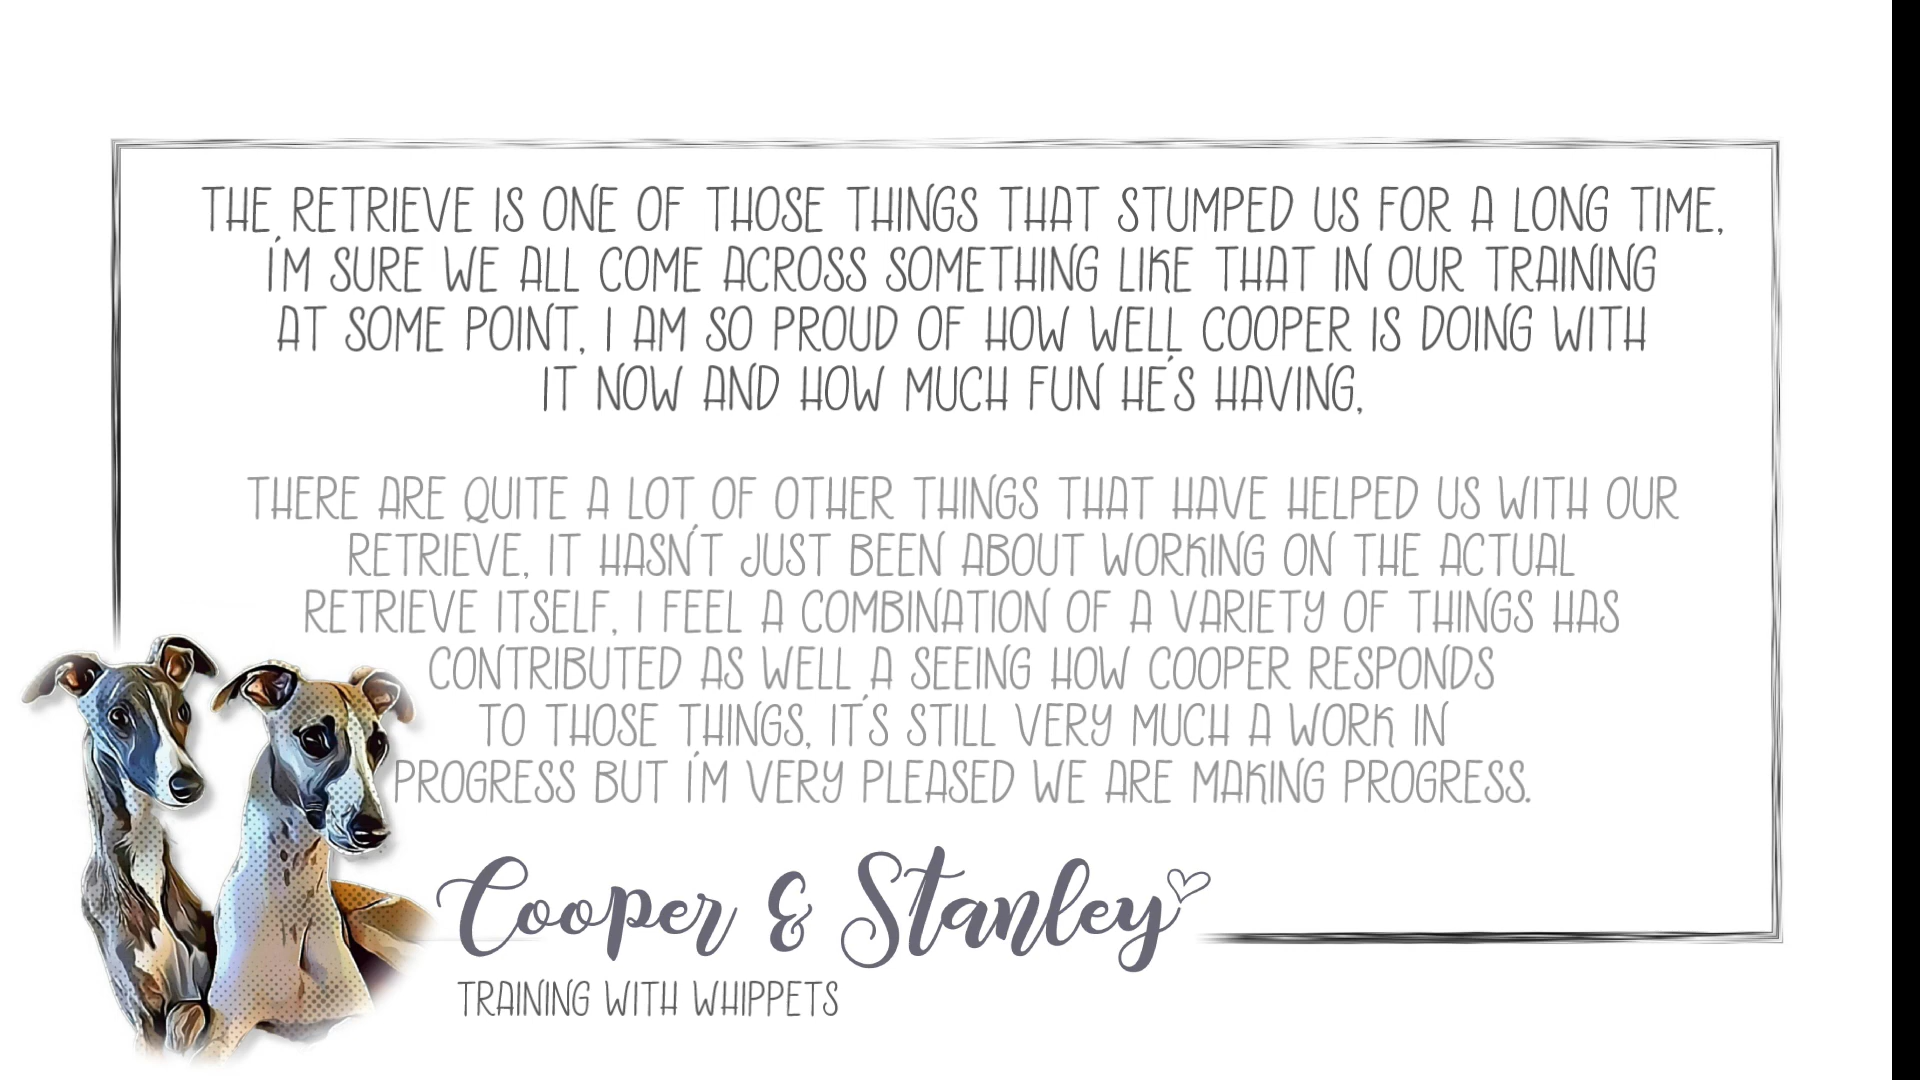 THE RETRIEVE IS ONE OF THOSE THINGS THAT STUMPED US FOR A LONG TIME,
I'M SURE WE ALL COME ACROSS SOMETHING LIKE THAT IN OUR TRAINING
AT SOME POINT, I AM SO PROUD OF HOW WELL COOPER IS DOING WITH
IT NOW AND HOW MUCH FUN HE'S HAVING,
THERE ARE QUITE A LOT OF OTHER THINGS THAT HAVE HELPED US WITH OUR
RETRIEVE, IT HASN'T JUST BEEN ABOUT WORKING ON THE ACTUAL
RETRIEVE ITSELF, I FEEL A COMBINATION OF A VARIETY OF THINGS HAS
CONTRIBUTED AS WELL A SEEING HOW COOPER RESPONDS
TO THOSE THINGS, IT'S STILL VERY MUCH A WORK IN
PROGRESS BUT I'M VERY PLEASED WE ARE MAKING PROGRESS.
Cooper & Stanley
TRAINING WITH WHIPPETS